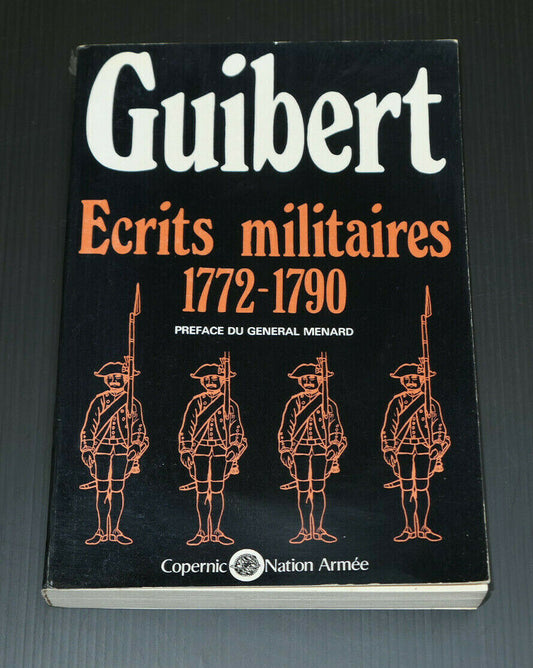 Guibert
Ecrits militaires
1772-1790
PREFACE DU GENERAL MENARD
Copernic Nation Armée